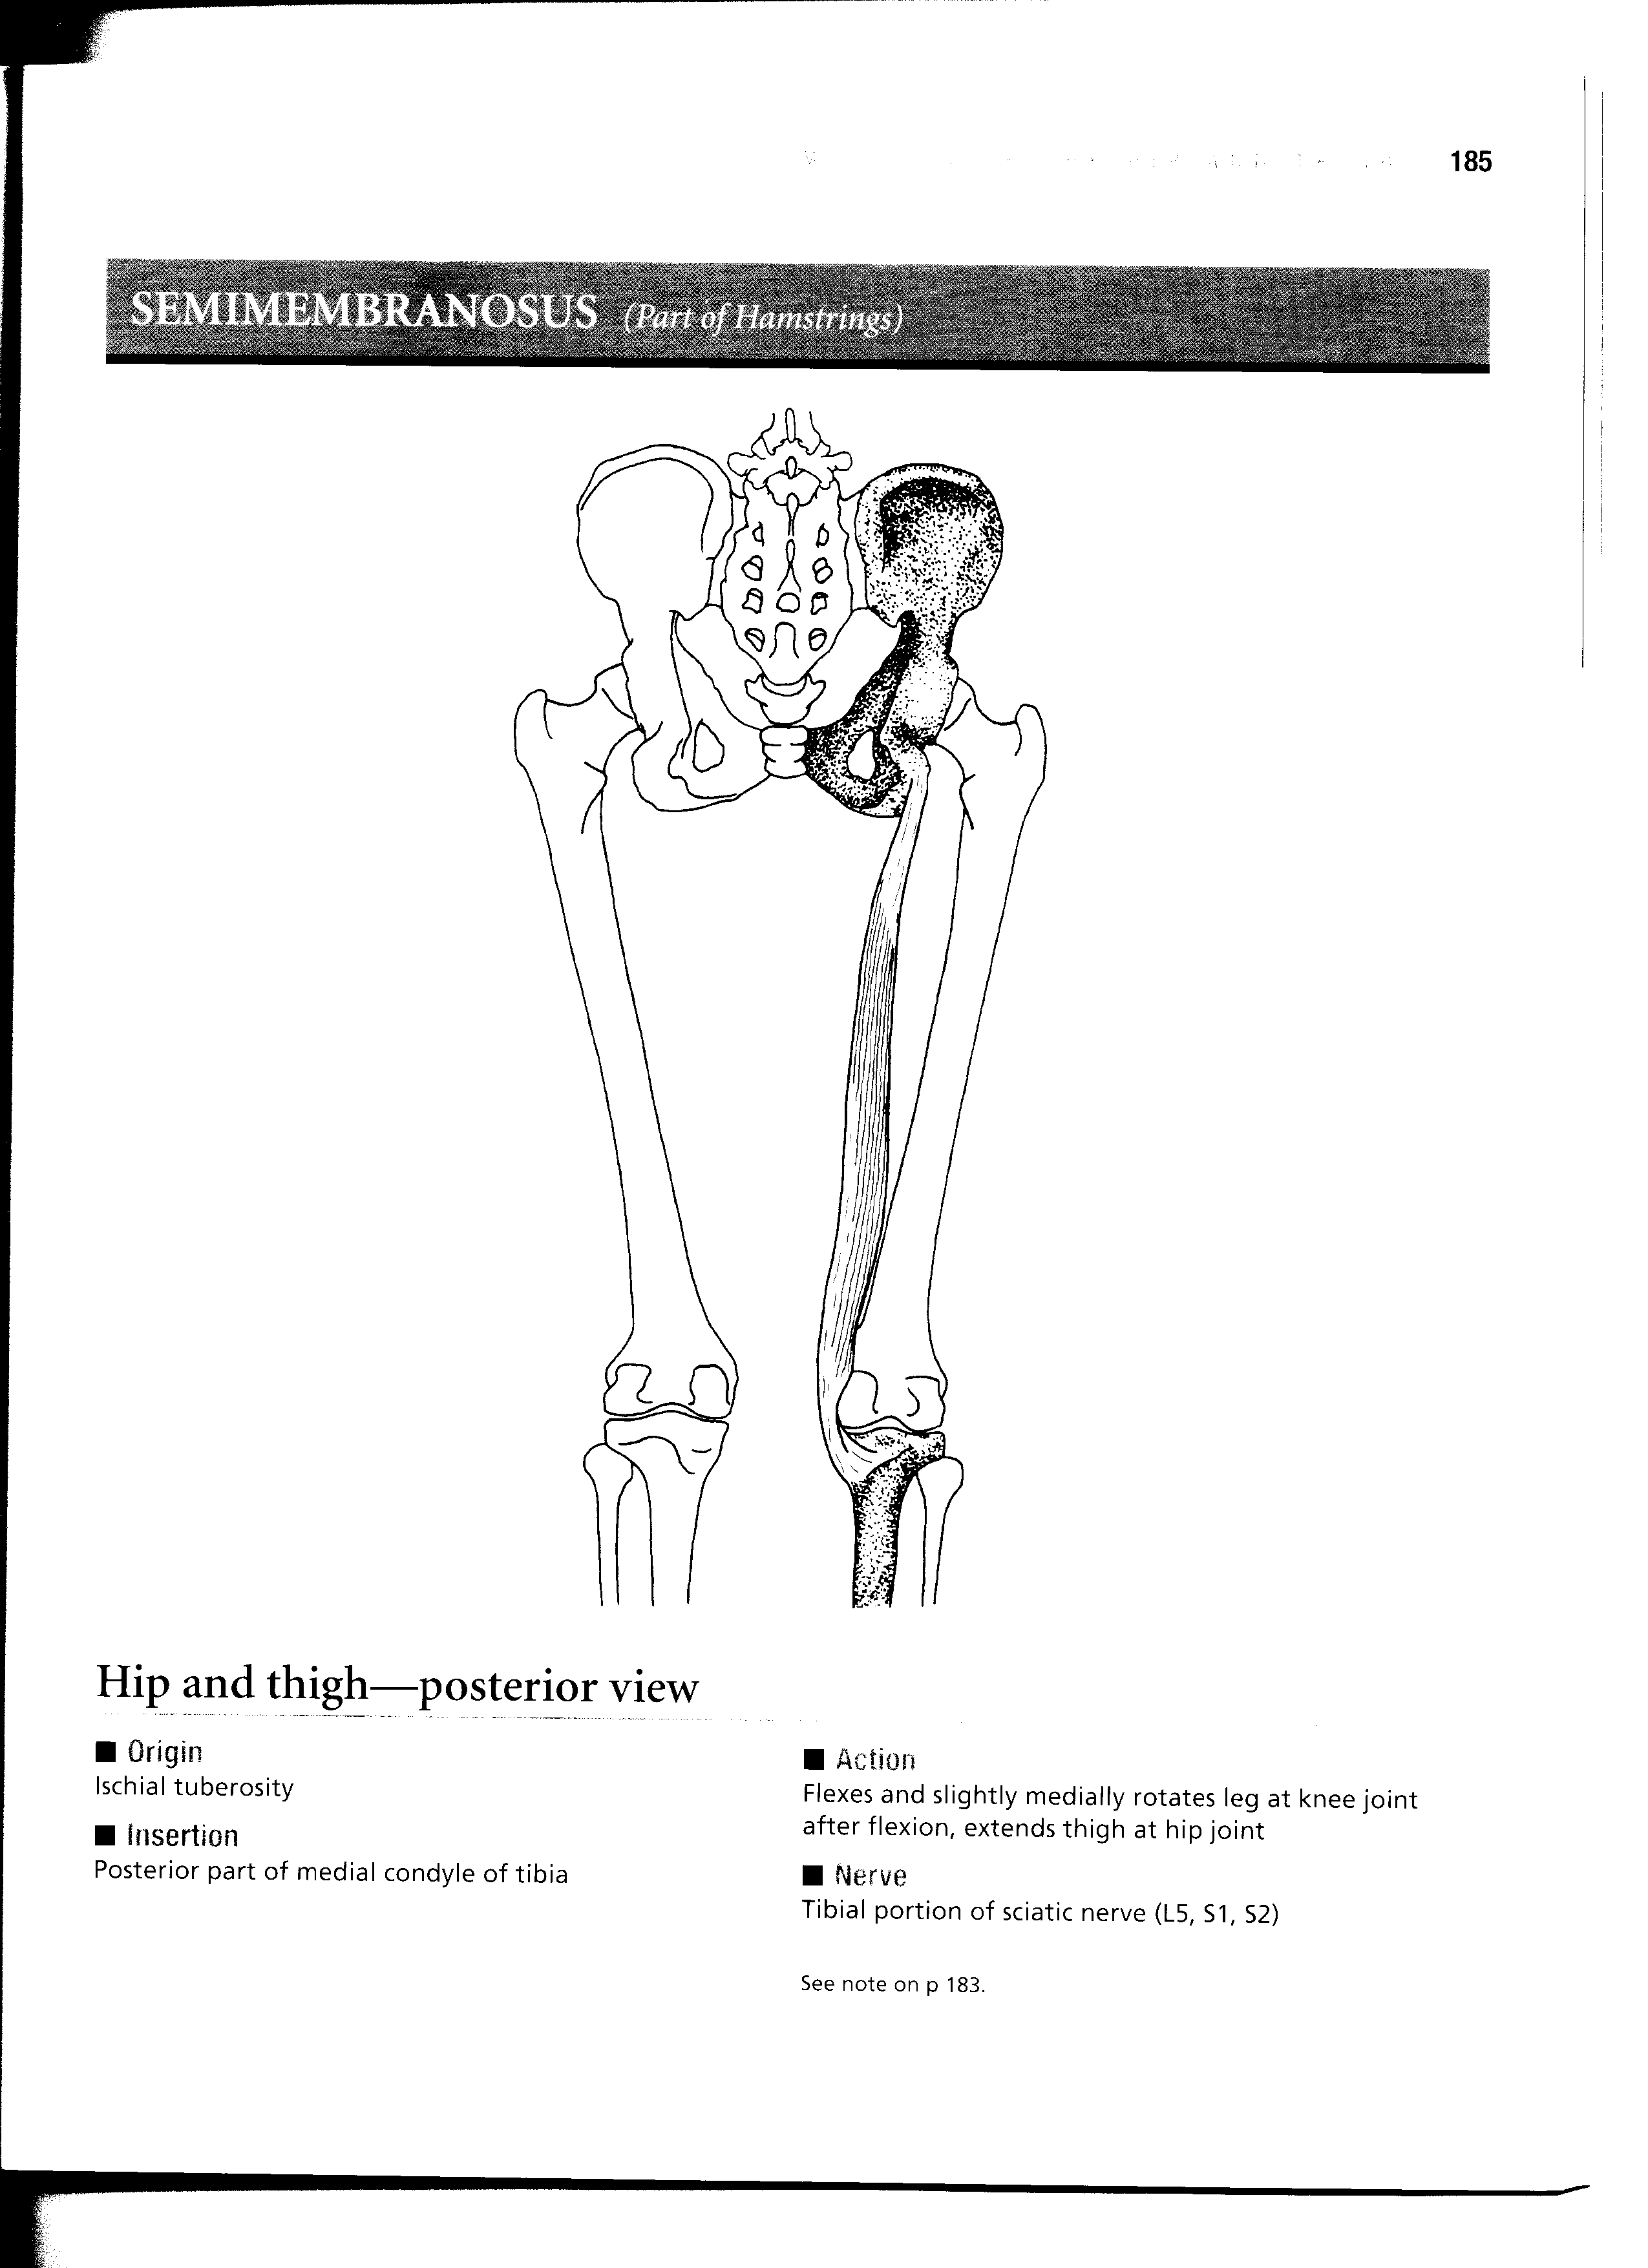 185
SEMIMEMBRANOSUS (Part of Hamstrings)
Hip and thigh—posterior view
■ Origin
Ischial tuberosity
■ Insertion
Posterior part of medial condyle of tibia
■ Action
Flexes and slightly medially rotates leg at knee joint
after flexion, extends thigh at hip joint
■ Nerve
Tibial portion of sciatic nerve (L5, S1, S2)
See note on p 183.